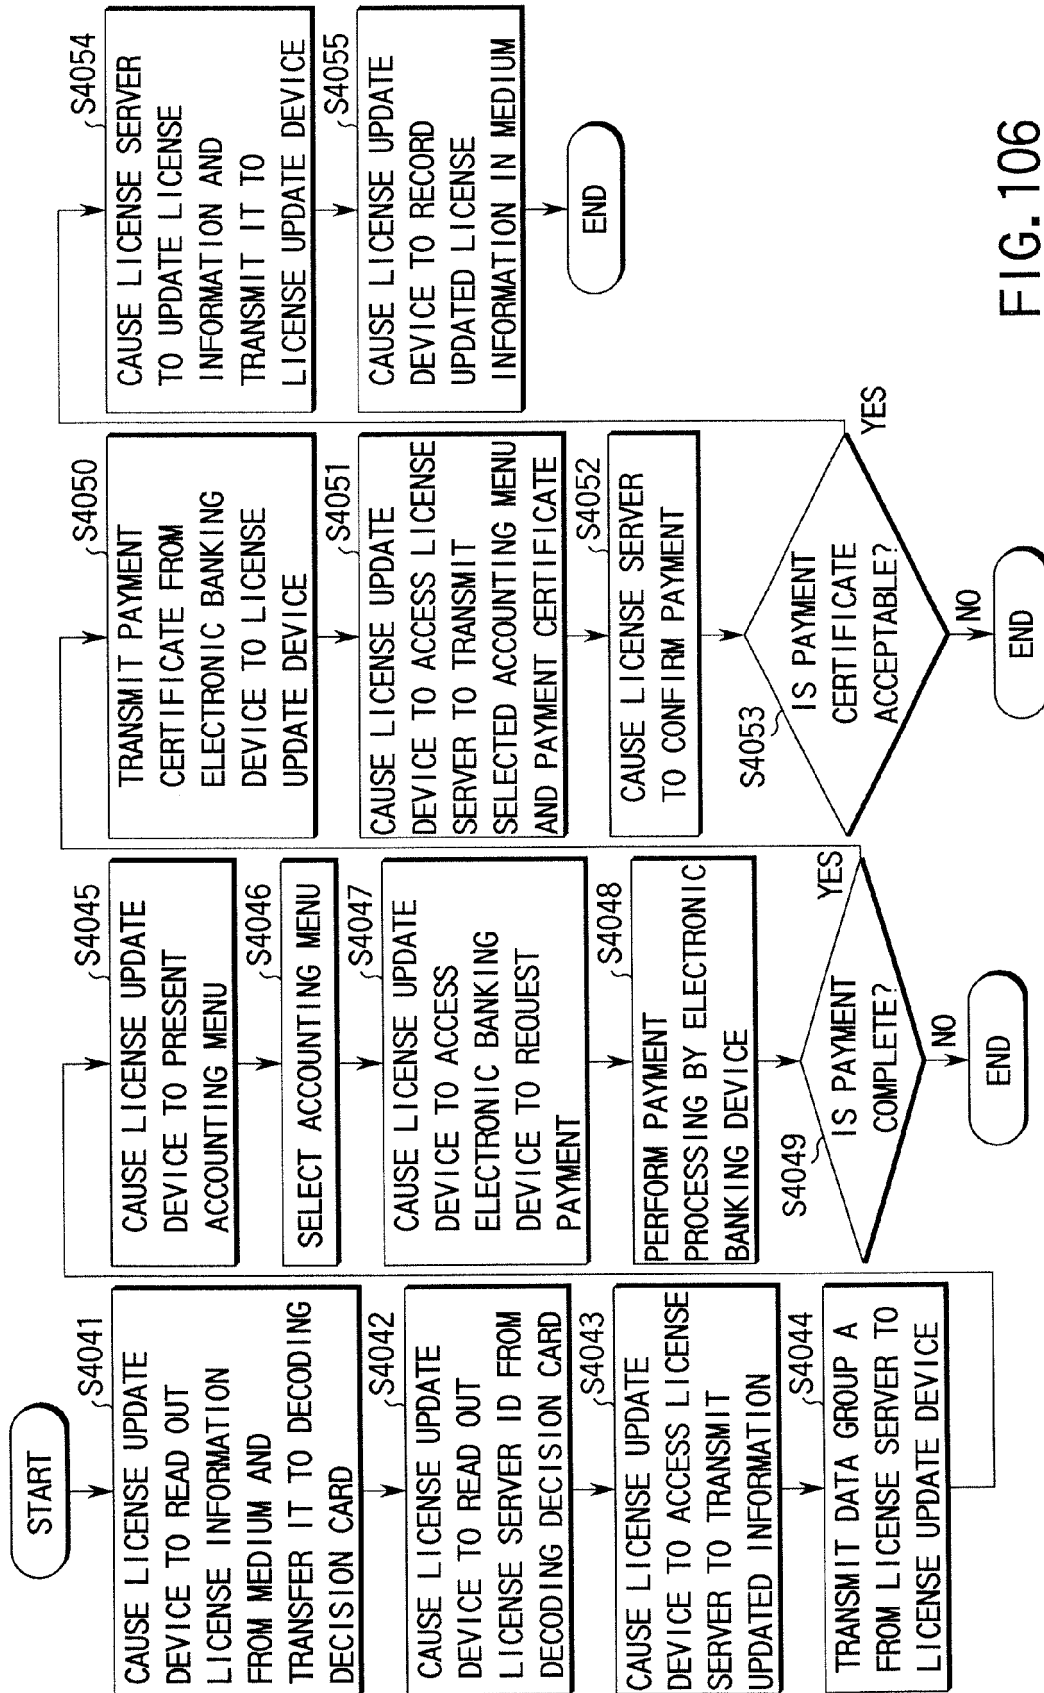 START
S4041
CAUSE LICENSE UPDATE
DEVICE TO READ OUT
LICENSE INFORMATION
FROM MEDIUM AND
TRANSFER IT TO DECODING
DECISION CARD
S4042
CAUSE LICENSE UPDATE
DEVICE TO READ OUT
LICENSE SERVER ID FROM
DECODING DECISION CARD
S4043
CAUSE LICENSE UPDATE
DEVICE TO ACCESS LICENSE
SERVER TO TRANSMIT
UPDATED INFORMATION
S4044
TRANSMIT DATA GROUP A
FROM LICENSE SERVER TO
LICENSE UPDATE DEVICE
S4045
CAUSE LICENSE UPDATE
DEVICE TO PRESENT
ACCOUNTING MENU
S4046
SELECT ACCOUNTING MENU
S4047
CAUSE LICENSE UPDATE
DEVICE TO ACCESS
ELECTRONIC BANKING
DEVICE TO REQUEST
PAYMENT
S4048
PERFORM PAYMENT
PROCESSING BY ELECTRONIC
BANKING DEVICE
S4049
IS PAYMENT
COMPLETE?
YES
NO
END
S4050
TRANSMIT PAYMENT
CERTIFICATE FROM
ELECTRONIC BANKING
DEVICE TO LICENSE
UPDATE DEVICE
S4051
CAUSE LICENSE UPDATE
DEVICE TO ACCESS LICENSE
SERVER TO TRANSMIT
SELECTED ACCOUNTING MENU
AND PAYMENT CERTIFICATE
S4052
CAUSE LICENSE SERVER
TO CONFIRM PAYMENT
S4053
IS PAYMENT
CERTIFICATE
ACCEPTABLE?
YES
NO
END
S4054
CAUSE LICENSE SERVER
TO UPDATE LICENSE
INFORMATION AND
TRANSMIT IT TO
LICENSE UPDATE DEVICE
S4055
CAUSE LICENSE UPDATE
DEVICE TO RECORD
UPDATED LICENSE
INFORMATION IN MEDIUM
END
FIG. 106